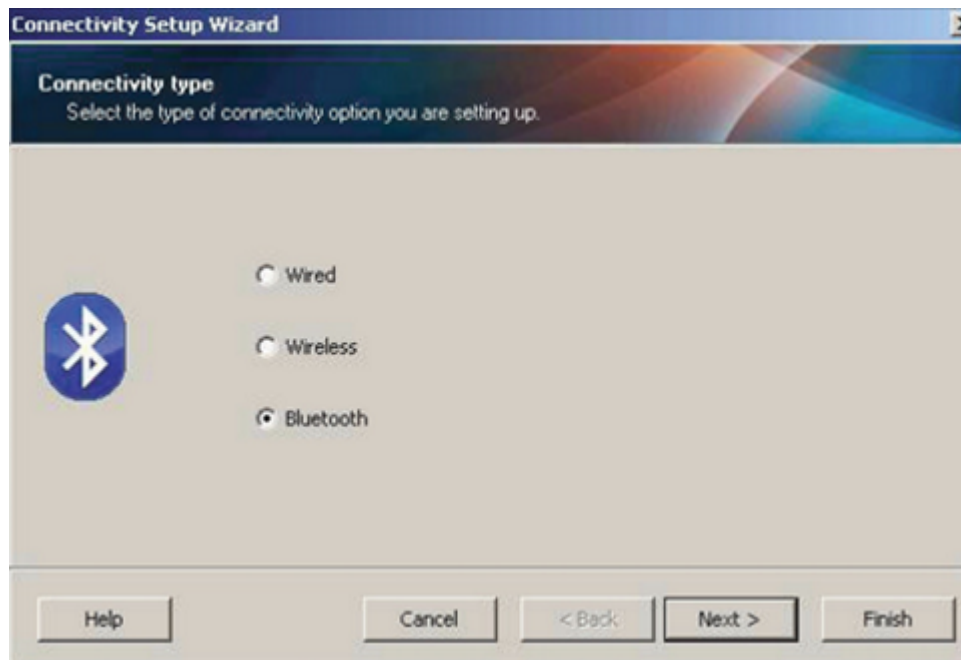 Connectivity Setup Wizard
Connectivity type
Select the type of connectivity option you are setting up.
Wired
Wireless
Bluetooth
Help Cancel < Back Next > Finish